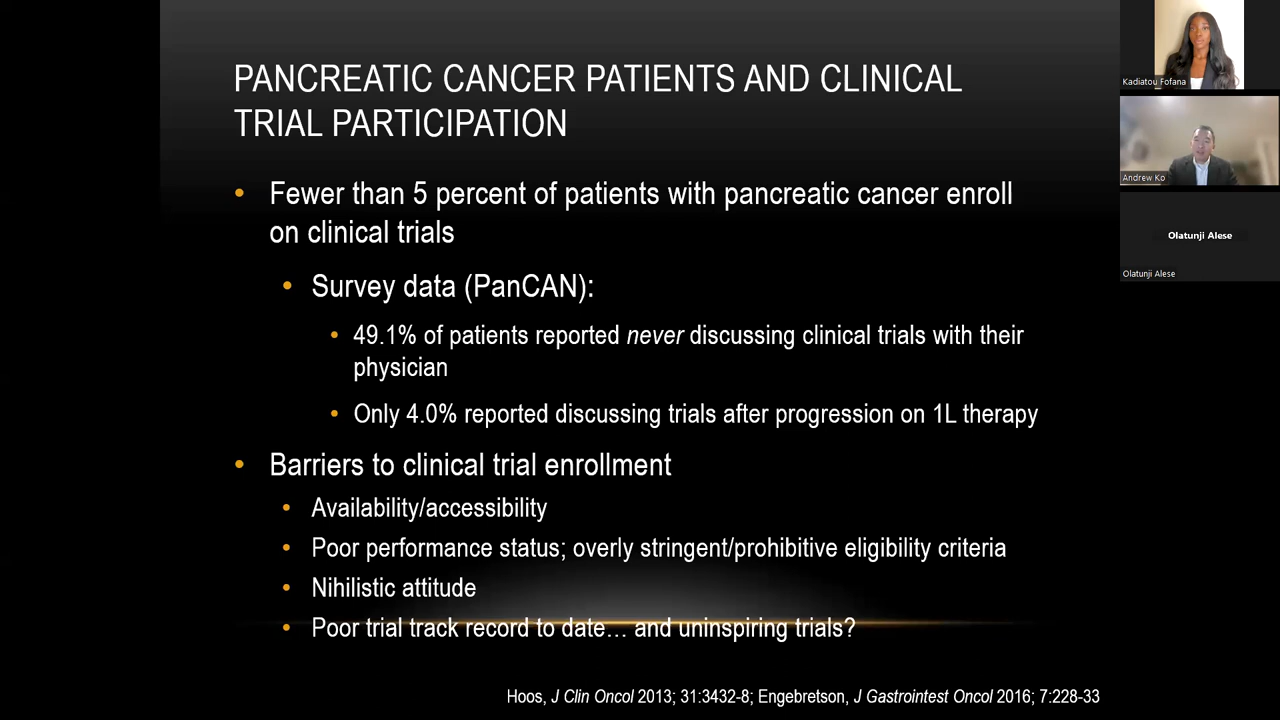 PANCREATIC CANCER PATIENTS AND CLINICAL
TRIAL PARTICIPATION
• Fewer than 5 percent of patients with pancreatic cancer enroll
on clinical trials
• Survey data (PanCAN):
• 49.1% of patients reported never discussing clinical trials with their
physician
• Only 4.0% reported discussing trials after progression on 1L therapy
• Barriers to clinical trial enrollment
• Availability/accessibility
• Poor performance status; overly stringent/prohibitive eligibility criteria
• Nihilistic attitude
• Poor trial track record to date… and uninspiring trials?
Hoos, J Clin Oncol 2013; 31:3432-8; Engebretson, J Gastrointest Oncol 2016; 7:228-33
Kadiatou Fofana
Andrew Ko
Olatunji Alese
Olatunji Alese